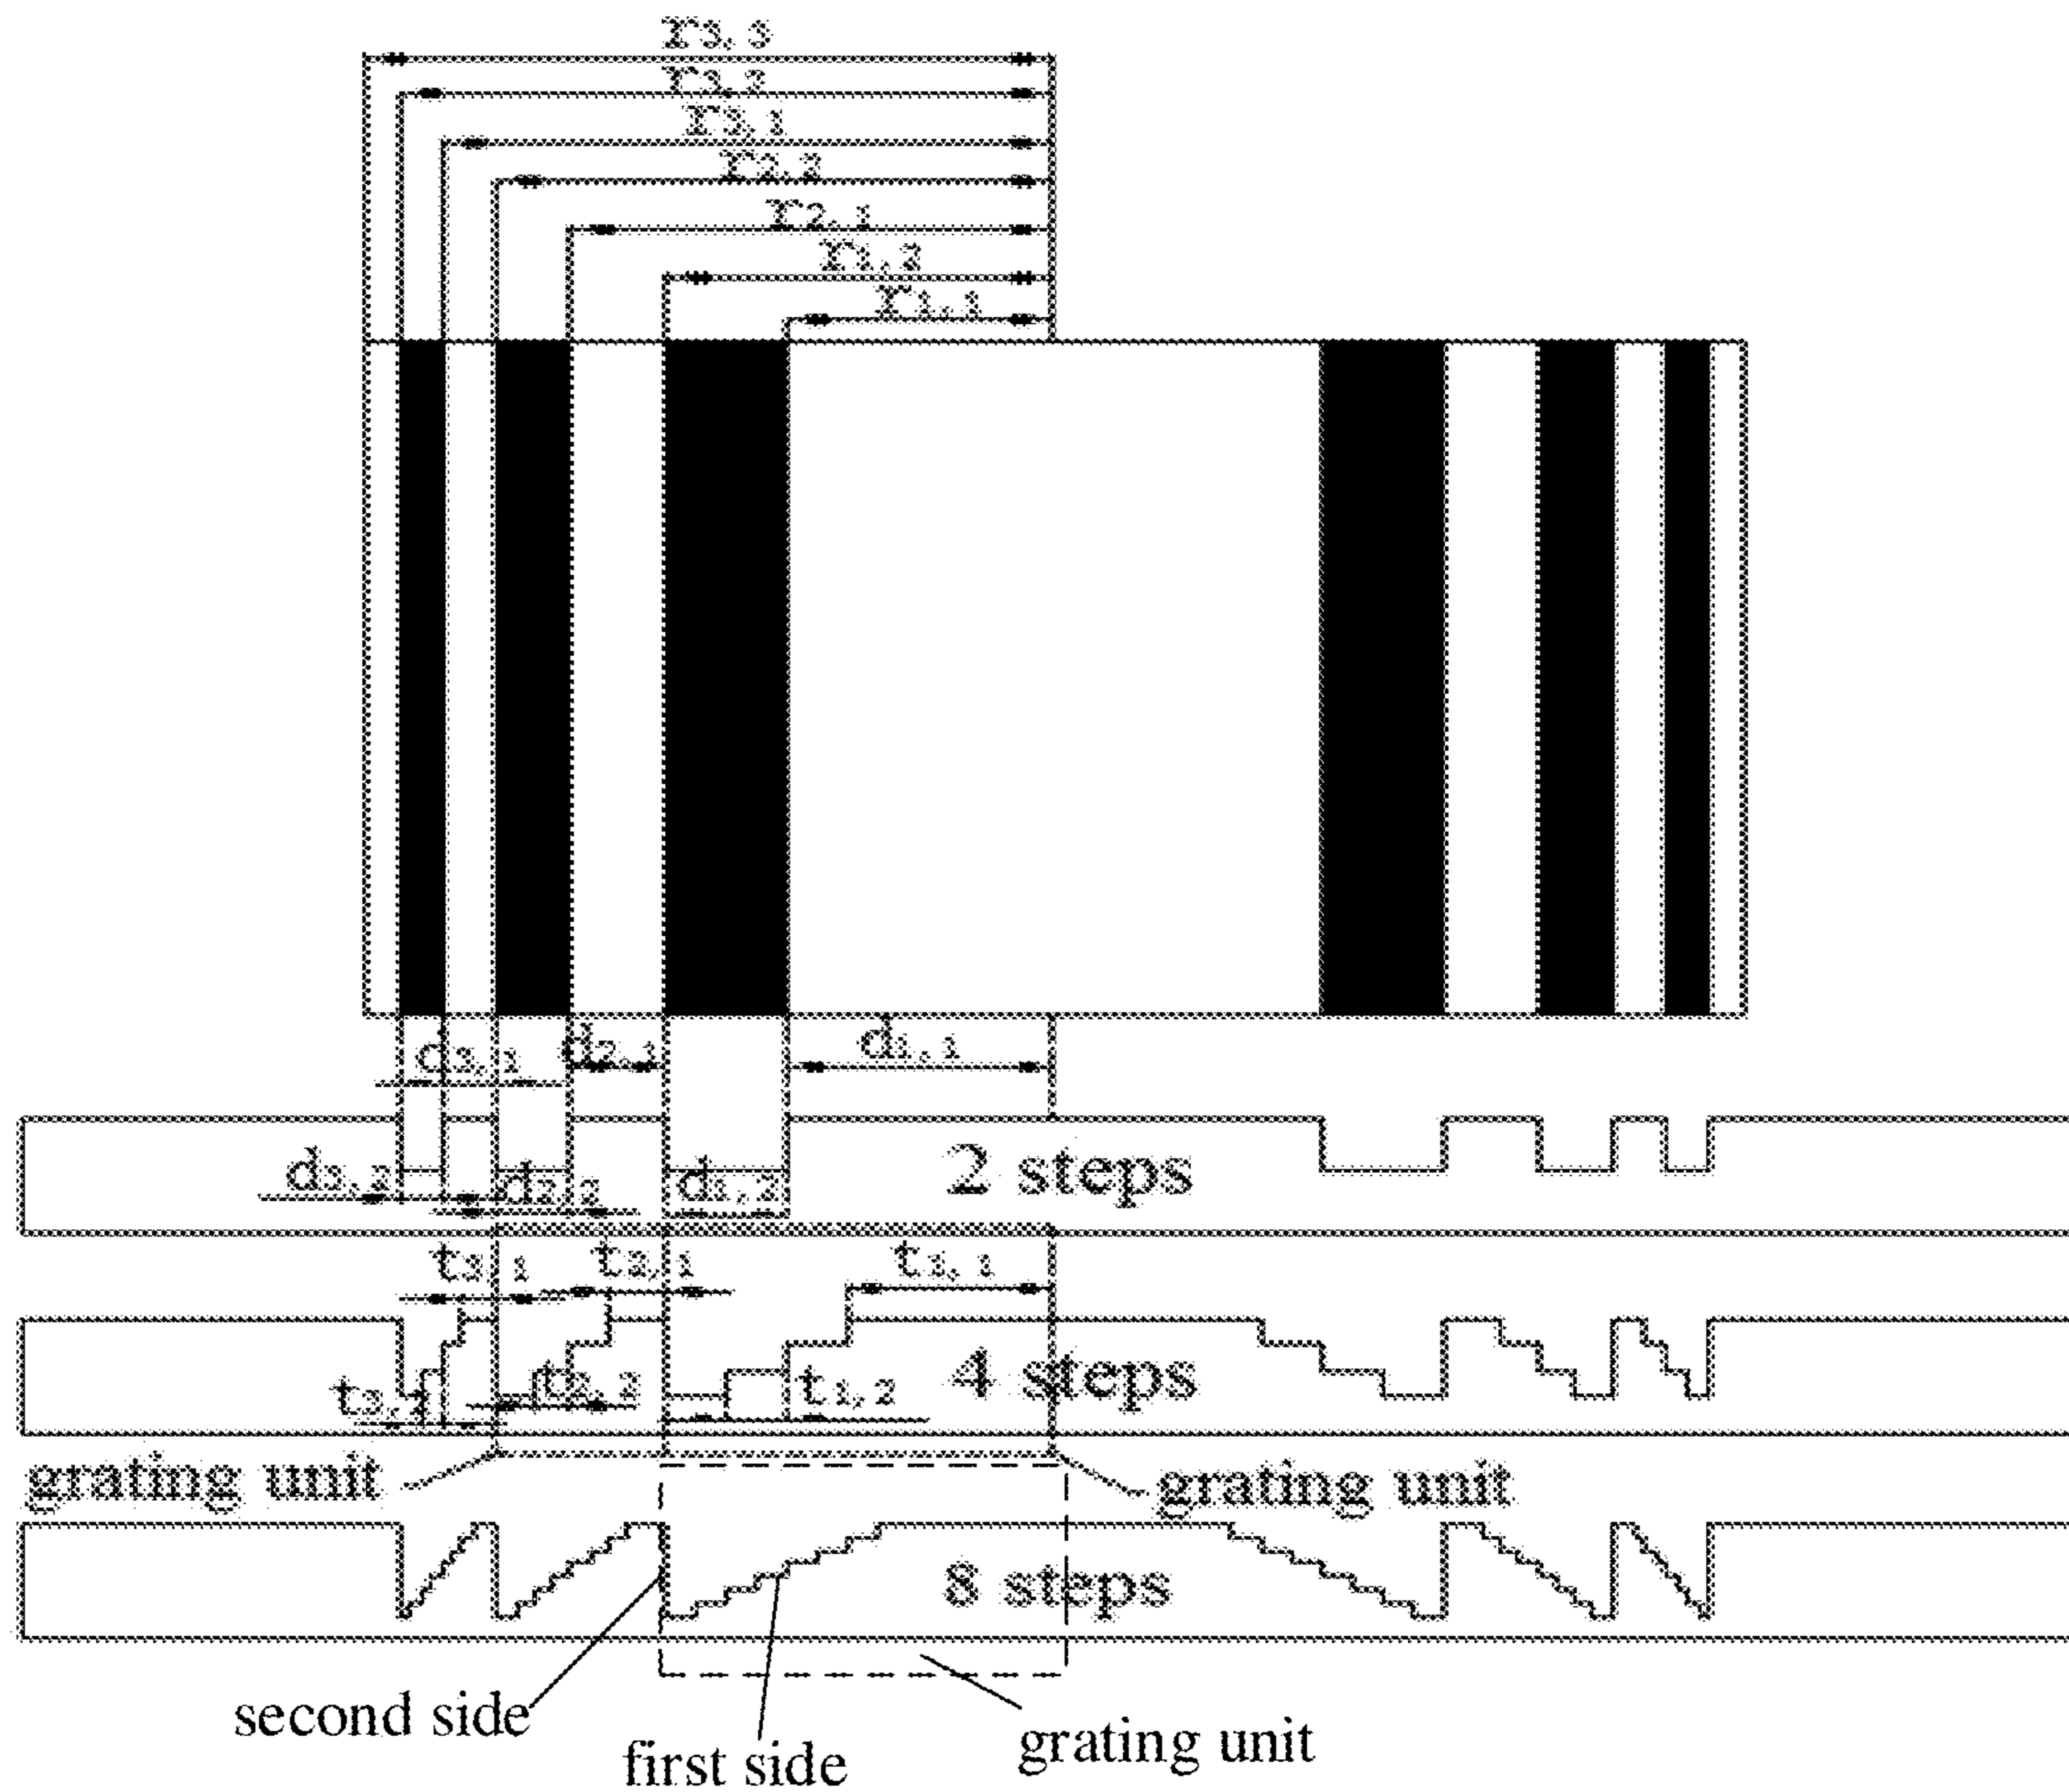 r3,3
r3,2
r3,1
r2,2
r2,1
r1,2
r1,1
d3,1
d2,1
d1,1
2 steps
d3,2
d2,2
d1,2
t3,1
t2,1
t1,1
4 steps
t3,2
t2,2
t1,2
grating unit
grating unit
8 steps
second side
first side
grating unit